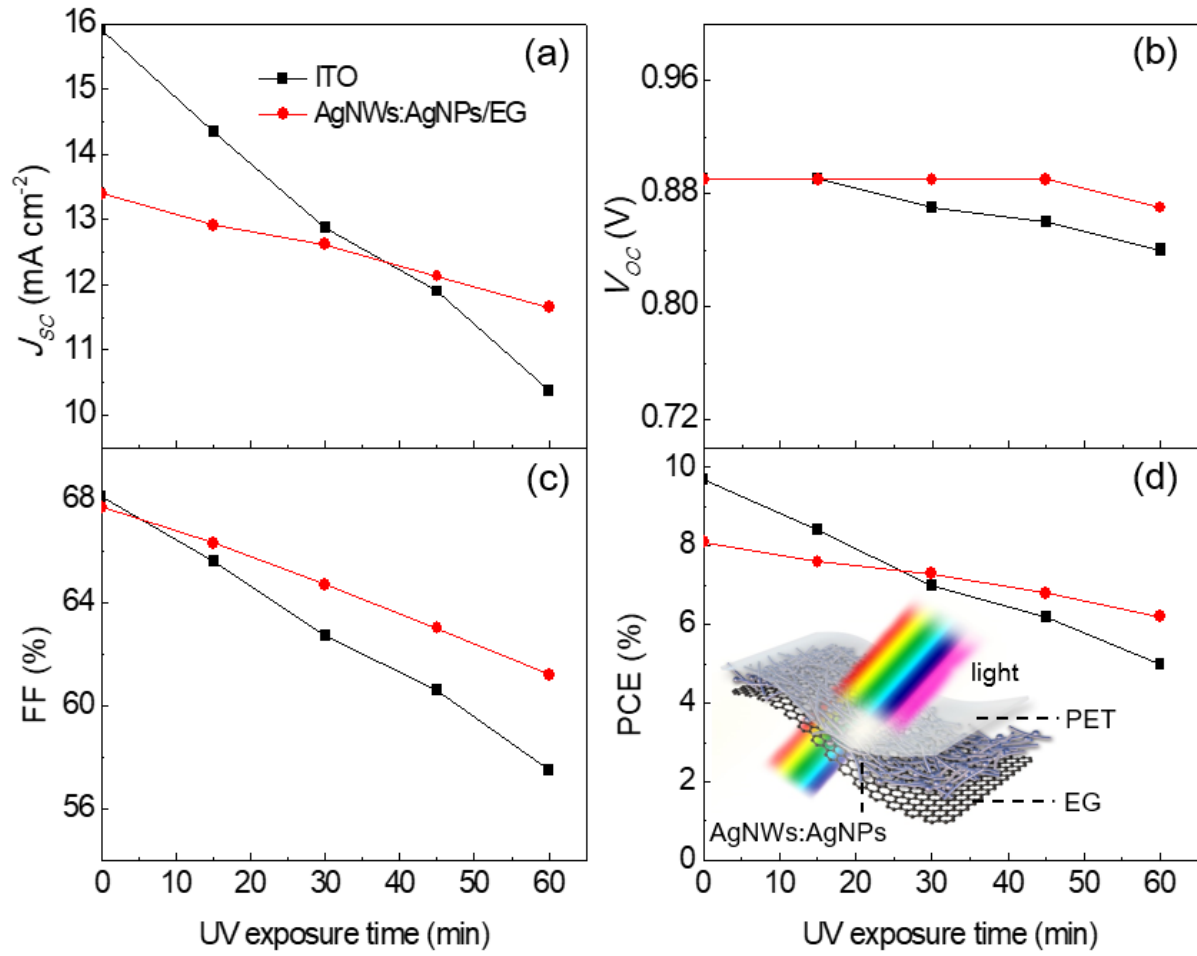 (a)
ITO
AgNWs:AgNPs/EG
J_SC (mA cm⁻²)
16
15
14
13
12
11
10
(b)
V_OC (V)
0.96
0.88
0.80
0.72
(c)
FF (%)
68
64
60
56
0 10 20 30 40 50 60
UV exposure time (min)
(d)
PCE (%)
10
8
6
4
2
0
light
PET
EG
AgNWs:AgNPs
0 10 20 30 40 50 60
UV exposure time (min)